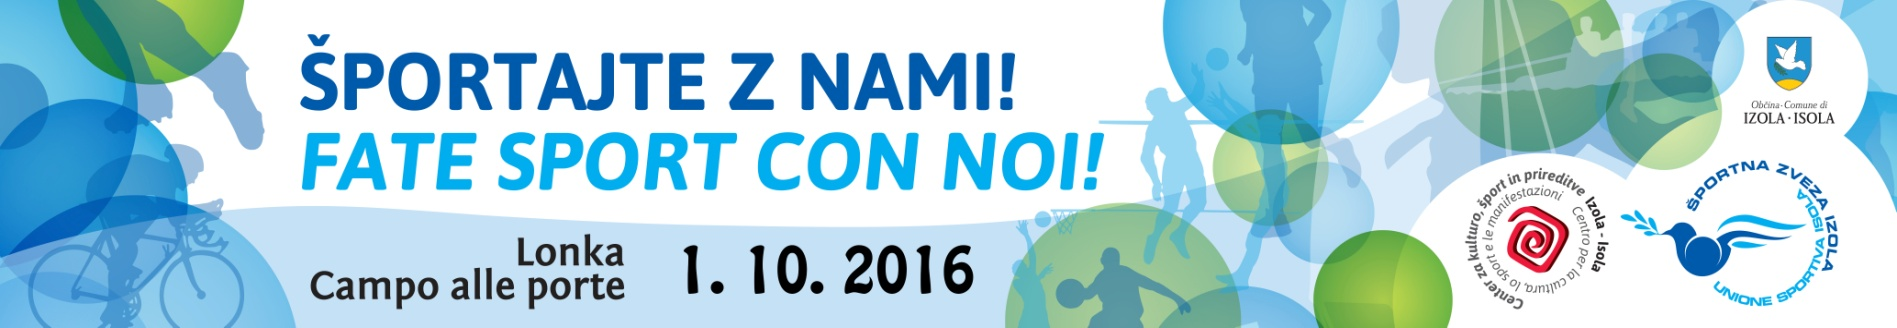 ŠPORTAJTE Z NAMI!
FATE SPORT CON NOI!
Lonka
Campo alle porte
1. 10. 2016
Občina · Comune di
IZOLA · ISOLA
Center za kulturo, šport in prireditve Izola - Isola
Centro per la cultura, lo sport e le manifestazioni
ŠPORTNA ZVEZA IZOLA
UNIONE SPORTIVA ISOLA